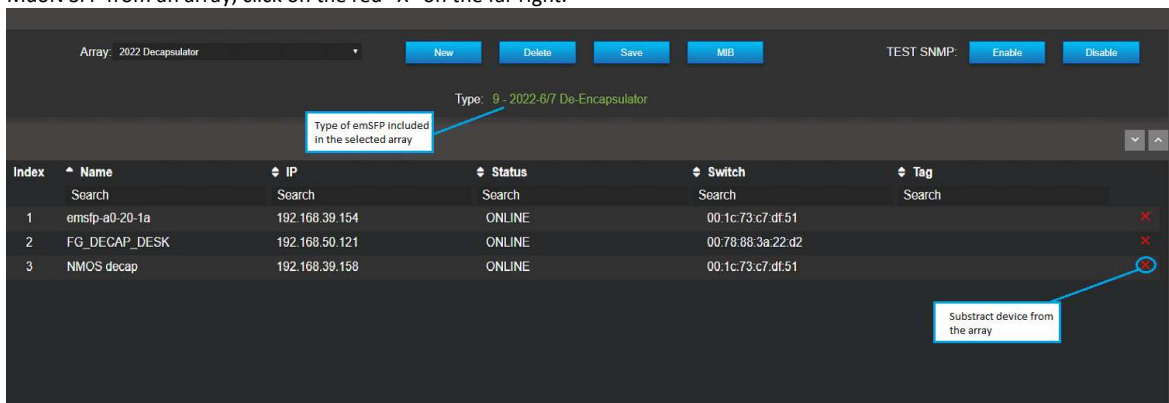 MaoN SFP from an array, click on the red "X" on the far right.
Array: 2022 Decapsulator New Delete Save MIB TEST SNMP: Enable Disable
Type: 9 - 2022-6/7 De-Encapsulator
Type of emSFP included
in the selected array
Index Name IP Status Switch Tag
Search Search Search Search Search
1 emsfp-a0-20-1a 192.168.39.154 ONLINE 00:1c:73:c7:df:51
2 FG_DECAP_DESK 192.168.50.121 ONLINE 00:78:88:3a:22:d2
3 NMOS decap 192.168.39.158 ONLINE 00:1c:73:c7:df:51
Substract device from
the array